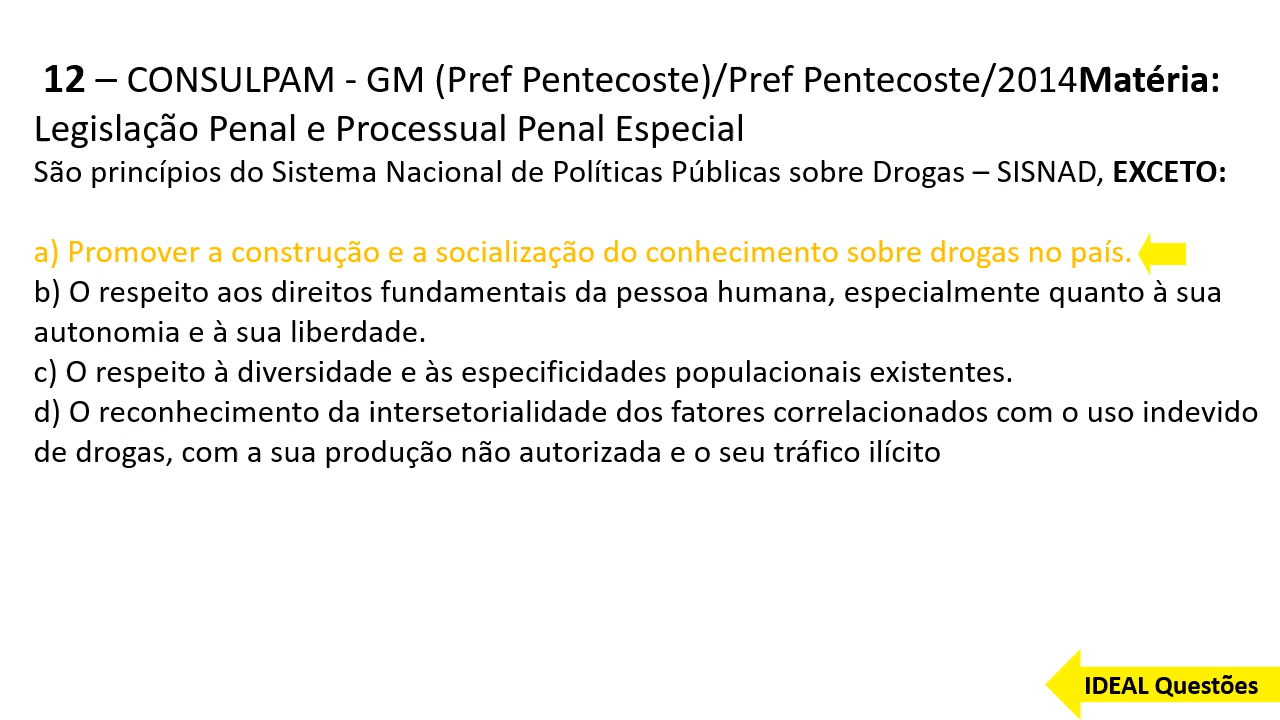 12 – CONSULPAM - GM (Pref Pentecoste)/Pref Pentecoste/2014Matéria:
Legislação Penal e Processual Penal Especial
São princípios do Sistema Nacional de Políticas Públicas sobre Drogas – SISNAD, EXCETO:
a) Promover a construção e a socialização do conhecimento sobre drogas no país.
b) O respeito aos direitos fundamentais da pessoa humana, especialmente quanto à sua
autonomia e à sua liberdade.
c) O respeito à diversidade e às especificidades populacionais existentes.
d) O reconhecimento da intersetorialidade dos fatores correlacionados com o uso indevido
de drogas, com a sua produção não autorizada e o seu tráfico ilícito
IDEAL Questões